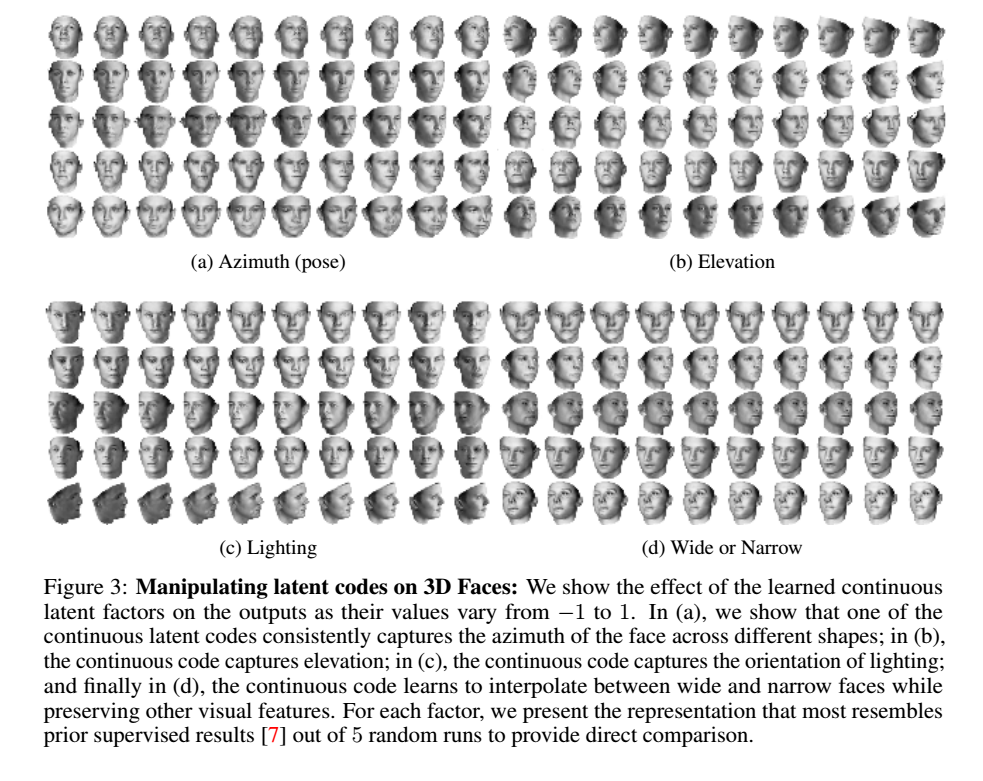 (a) Azimuth (pose)
(b) Elevation
(c) Lighting
(d) Wide or Narrow
Figure 3: Manipulating latent codes on 3D Faces: We show the effect of the learned continuous
latent factors on the outputs as their values vary from −1 to 1. In (a), we show that one of the
continuous latent codes consistently captures the azimuth of the face across different shapes; in (b),
the continuous code captures elevation; in (c), the continuous code captures the orientation of lighting;
and finally in (d), the continuous code learns to interpolate between wide and narrow faces while
preserving other visual features. For each factor, we present the representation that most resembles
prior supervised results [7] out of 5 random runs to provide direct comparison.